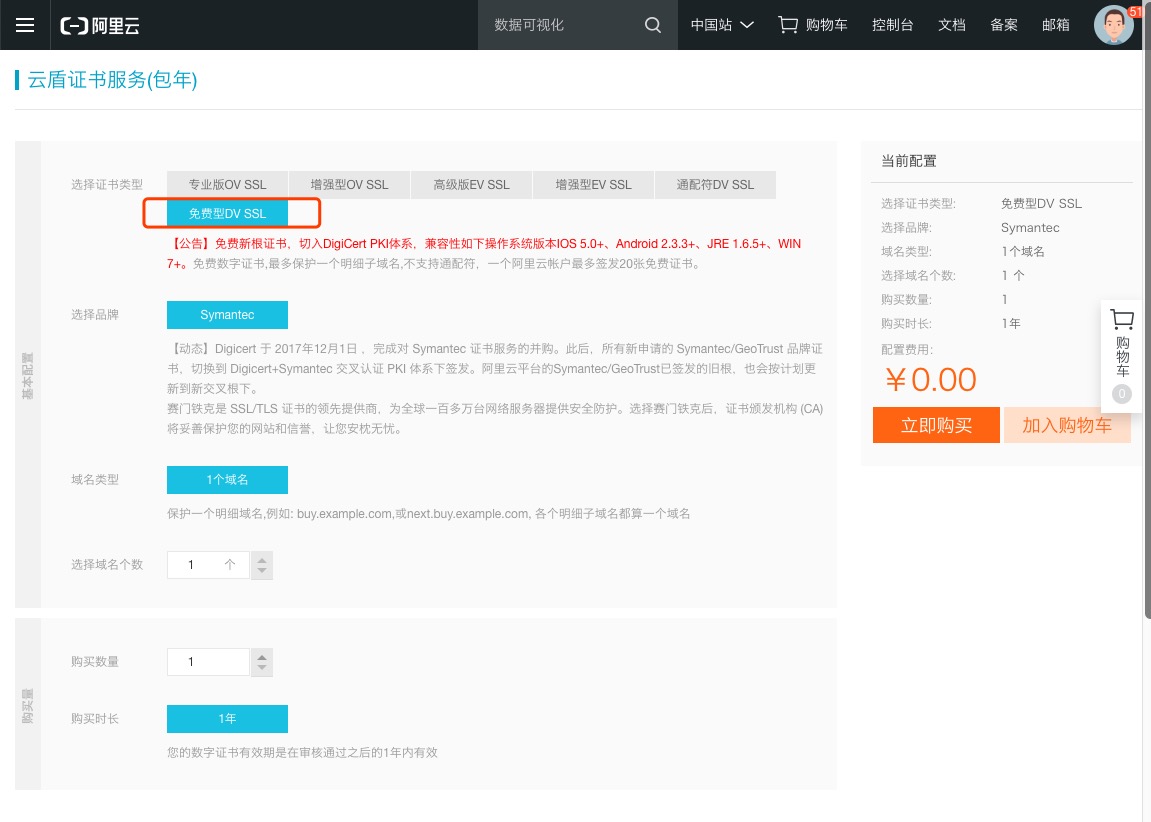 阿里云
数据可视化
中国站
购物车
控制台
文档
备案
邮箱
51
云盾证书服务(包年)
基本配置
选择证书类型
专业版OV SSL
增强型OV SSL
高级版EV SSL
增强型EV SSL
通配符DV SSL
免费型DV SSL
【公告】免费新根证书，切入DigiCert PKI体系，兼容性如下操作系统版本IOS 5.0+、Android 2.3.3+、JRE 1.6.5+、WIN
7+。免费数字证书,最多保护一个明细子域名,不支持通配符，一个阿里云帐户最多签发20张免费证书。
选择品牌
Symantec
【动态】Digicert 于 2017年12月1日，完成对 Symantec 证书服务的并购。此后，所有新申请的 Symantec/GeoTrust 品牌证
书，切换到 Digicert+Symantec 交叉认证 PKI 体系下签发。阿里云平台的Symantec/GeoTrust已签发的旧根，也会按计划更
新到新交叉根下。
赛门铁克是 SSL/TLS 证书的领先提供商，为全球一百多万台网络服务器提供安全防护。选择赛门铁克后，证书颁发机构 (CA)
将妥善保护您的网站和信誉，让您安枕无忧。
域名类型
1个域名
保护一个明细域名,例如: buy.example.com,或next.buy.example.com, 各个明细子域名都算一个域名
选择域名个数
1 个
购买量
购买数量
1
购买时长
1年
您的数字证书有效期是在审核通过之后的1年内有效
当前配置
选择证书类型: 免费型DV SSL
选择品牌: Symantec
域名类型: 1个域名
选择域名个数: 1 个
购买数量: 1
购买时长: 1年
配置费用:
￥0.00
立即购买
加入购物车
购物车
0